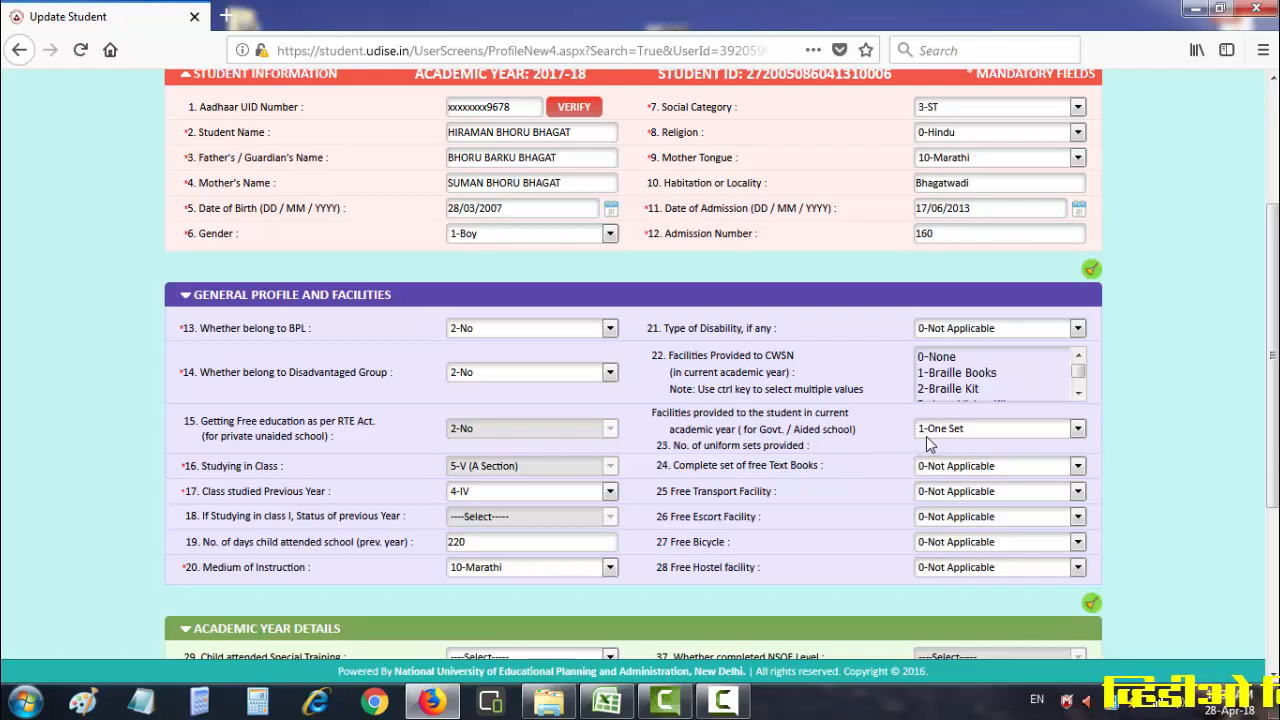 Update Student
https://student.udise.in/UserScreens/ProfileNew4.aspx?Search=True&UserId=392059
Search
STUDENT INFORMATION ACADEMIC YEAR: 2017-18 STUDENT ID: 272005086041310006 * MANDATORY FIELDS
1. Aadhaar UID Number : xxxxxxxx9678 VERIFY *7. Social Category : 3-ST
*2. Student Name : HIRAMAN BHORU BHAGAT *8. Religion : 0-Hindu
*3. Father's / Guardian's Name : BHORU BARKU BHAGAT *9. Mother Tongue : 10-Marathi
*4. Mother's Name : SUMAN BHORU BHAGAT 10. Habitation or Locality : Bhagatwadi
*5. Date of Birth (DD / MM / YYYY) : 28/03/2007 *11. Date of Admission (DD / MM / YYYY) : 17/06/2013
*6. Gender : 1-Boy *12. Admission Number : 160
GENERAL PROFILE AND FACILITIES
*13. Whether belong to BPL : 2-No 21. Type of Disability, if any : 0-Not Applicable
*14. Whether belong to Disadvantaged Group : 2-No
22. Facilities Provided to CWSN
(in current academic year) :
Note: Use ctrl key to select multiple values
0-None
1-Braille Books
2-Braille Kit
15. Getting Free education as per RTE Act.
(for private unaided school) : 2-No
Facilities provided to the student in current
academic year ( for Govt. / Aided school)
23. No. of uniform sets provided : 1-One Set
*16. Studying in Class : 5-V (A Section) 24. Complete set of free Text Books : 0-Not Applicable
*17. Class studied Previous Year : 4-IV 25 Free Transport Facility : 0-Not Applicable
18. If Studying in class I, Status of previous Year : ----Select----- 26 Free Escort Facility : 0-Not Applicable
19. No. of days child attended school (prev. year) : 220 27 Free Bicycle : 0-Not Applicable
*20. Medium of Instruction : 10-Marathi 28 Free Hostel facility : 0-Not Applicable
ACADEMIC YEAR DETAILS
29. Child attended Special Training : ----Select----- 37. Whether completed NSQF Level : ----Select-----
Powered By National University of Educational Planning and Administration, New Delhi. | All rights reserved. Copyright © 2016.
EN
28-Apr-18
व्हिडीओ